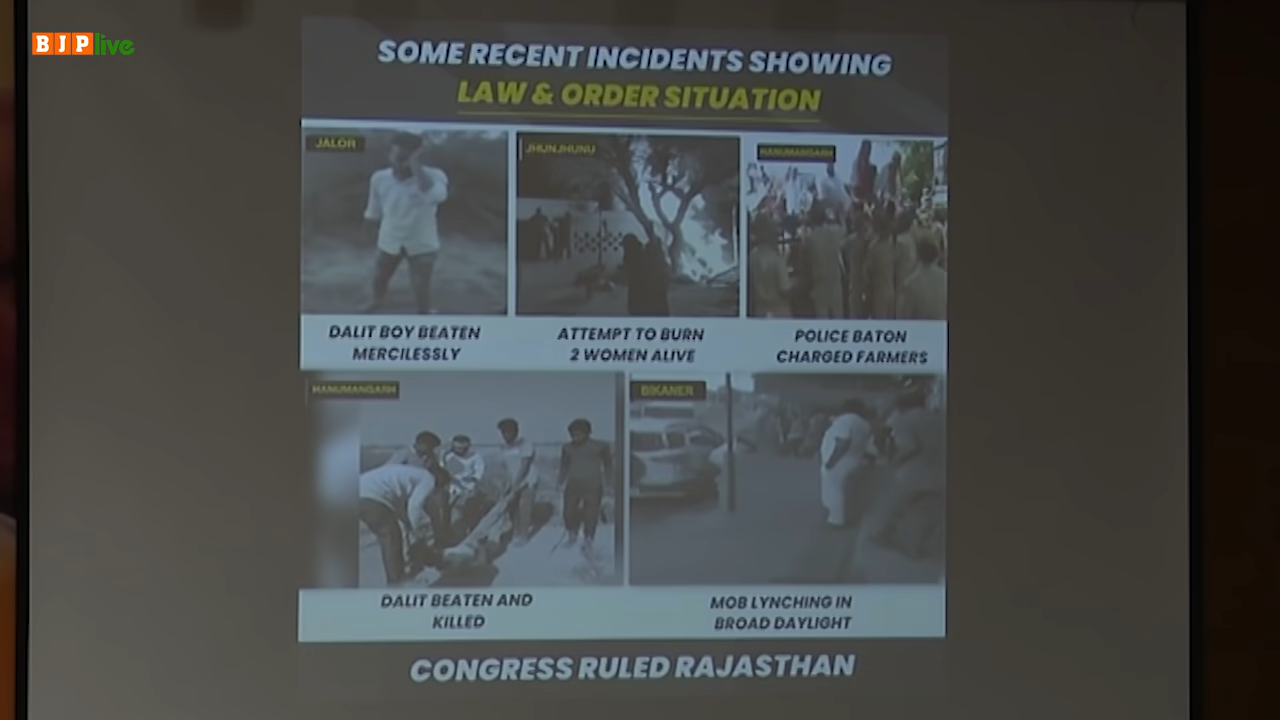 BJP live
SOME RECENT INCIDENTS SHOWING
LAW & ORDER SITUATION
JALOR
JHUNJHUNU
HANUMANGARH
DALIT BOY BEATEN
MERCILESSLY
ATTEMPT TO BURN
2 WOMEN ALIVE
POLICE BATON
CHARGED FARMERS
HANUMANGARH
BIKANER
DALIT BEATEN AND
KILLED
MOB LYNCHING IN
BROAD DAYLIGHT
CONGRESS RULED RAJASTHAN